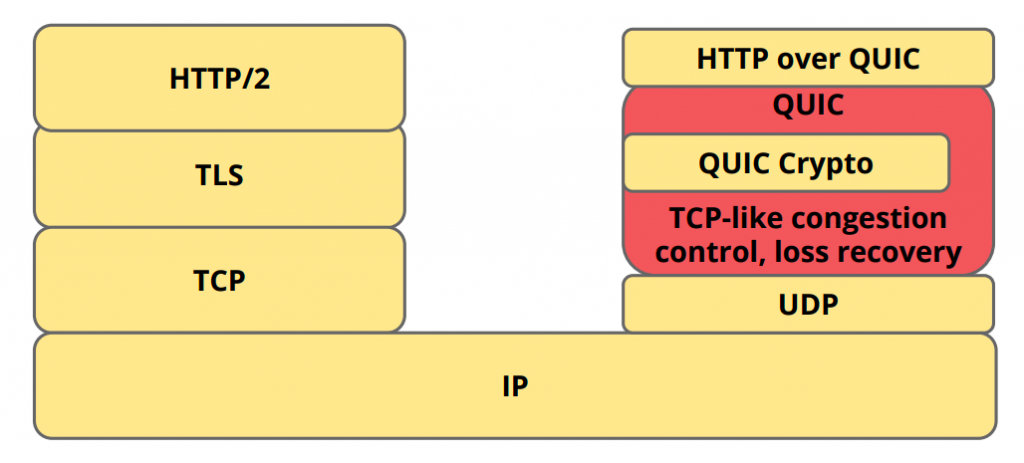 HTTP/2
TLS
TCP
HTTP over QUIC
QUIC
QUIC Crypto
TCP-like congestion
control, loss recovery
UDP
IP